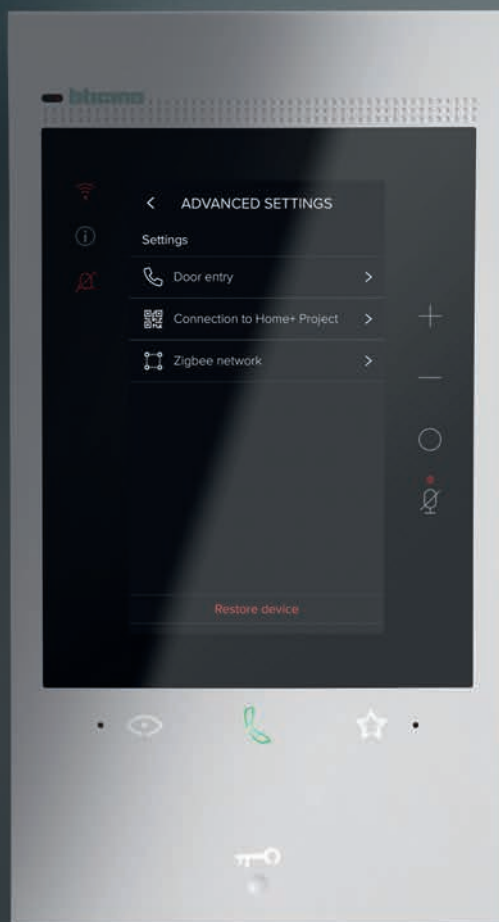 bticino
ADVANCED SETTINGS
Settings
Door entry
Connection to Home+ Project
Zigbee network
Restore device